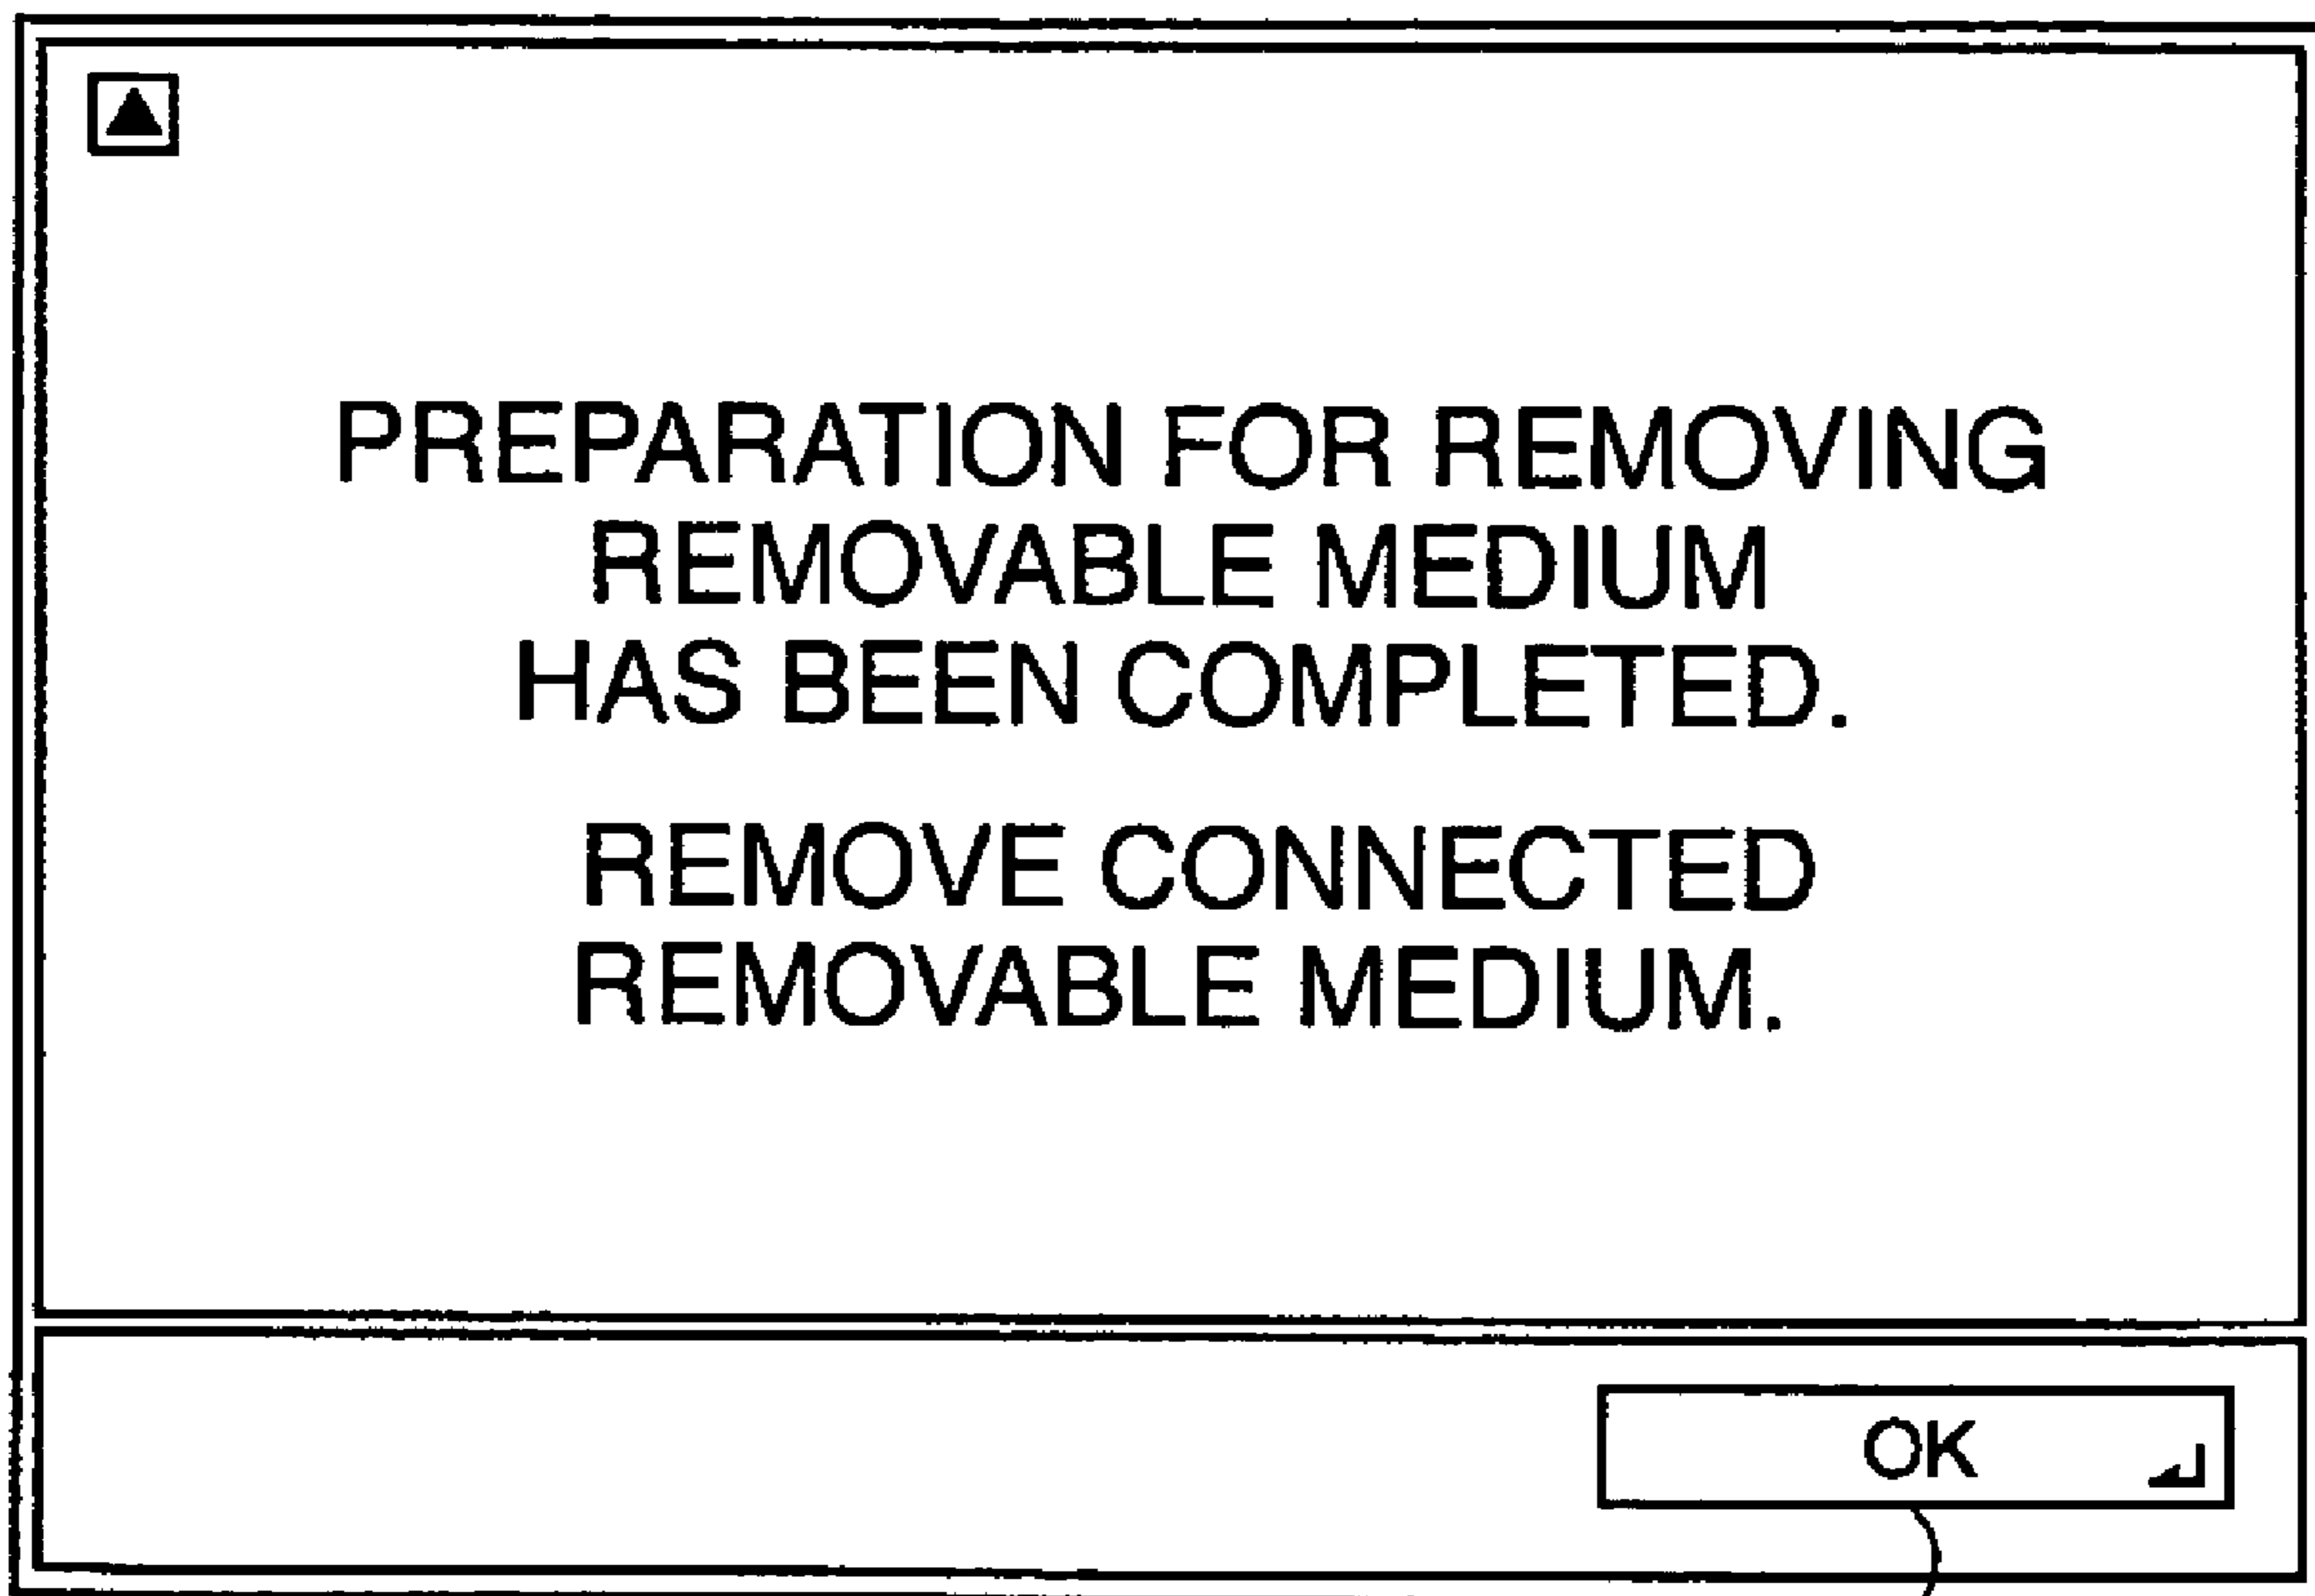 PREPARATION FOR REMOVING
REMOVABLE MEDIUM
HAS BEEN COMPLETED.
REMOVE CONNECTED
REMOVABLE MEDIUM.
OK